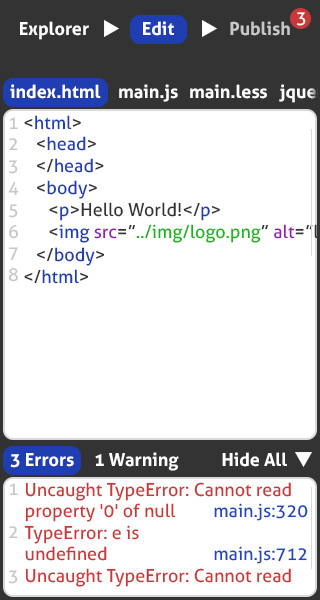 Explorer ▶ Edit ▶ Publish 3
index.html main.js main.less jque
1 <html>
2 <head>
3 </head>
4 <body>
5 <p>Hello World!</p>
6 <img src="../img/logo.png" alt="l
7 </body>
8 </html>
3 Errors 1 Warning Hide All ▼
1 Uncaught TypeError: Cannot read
property '0' of null main.js:320
2 TypeError: e is
undefined main.js:712
3 Uncaught TypeError: Cannot read